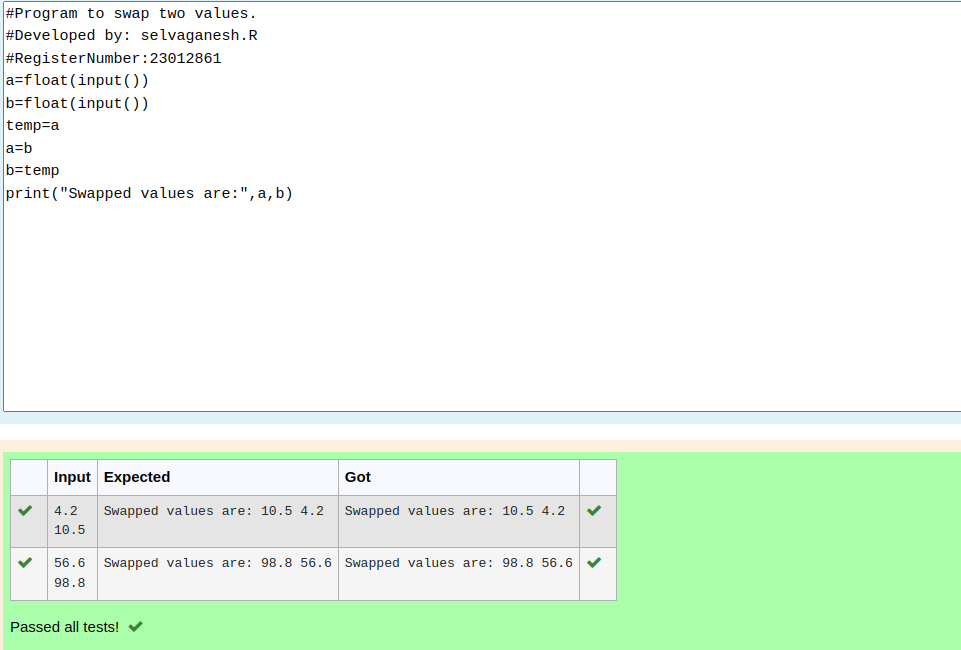 #Program to swap two values.
#Developed by: selvaganesh.R
#RegisterNumber:23012861
a=float(input())
b=float(input())
temp=a
a=b
b=temp
print("Swapped values are:",a,b)
Input Expected Got
4.2 Swapped values are: 10.5 4.2 Swapped values are: 10.5 4.2
10.5
56.6 Swapped values are: 98.8 56.6 Swapped values are: 98.8 56.6
98.8
Passed all tests!